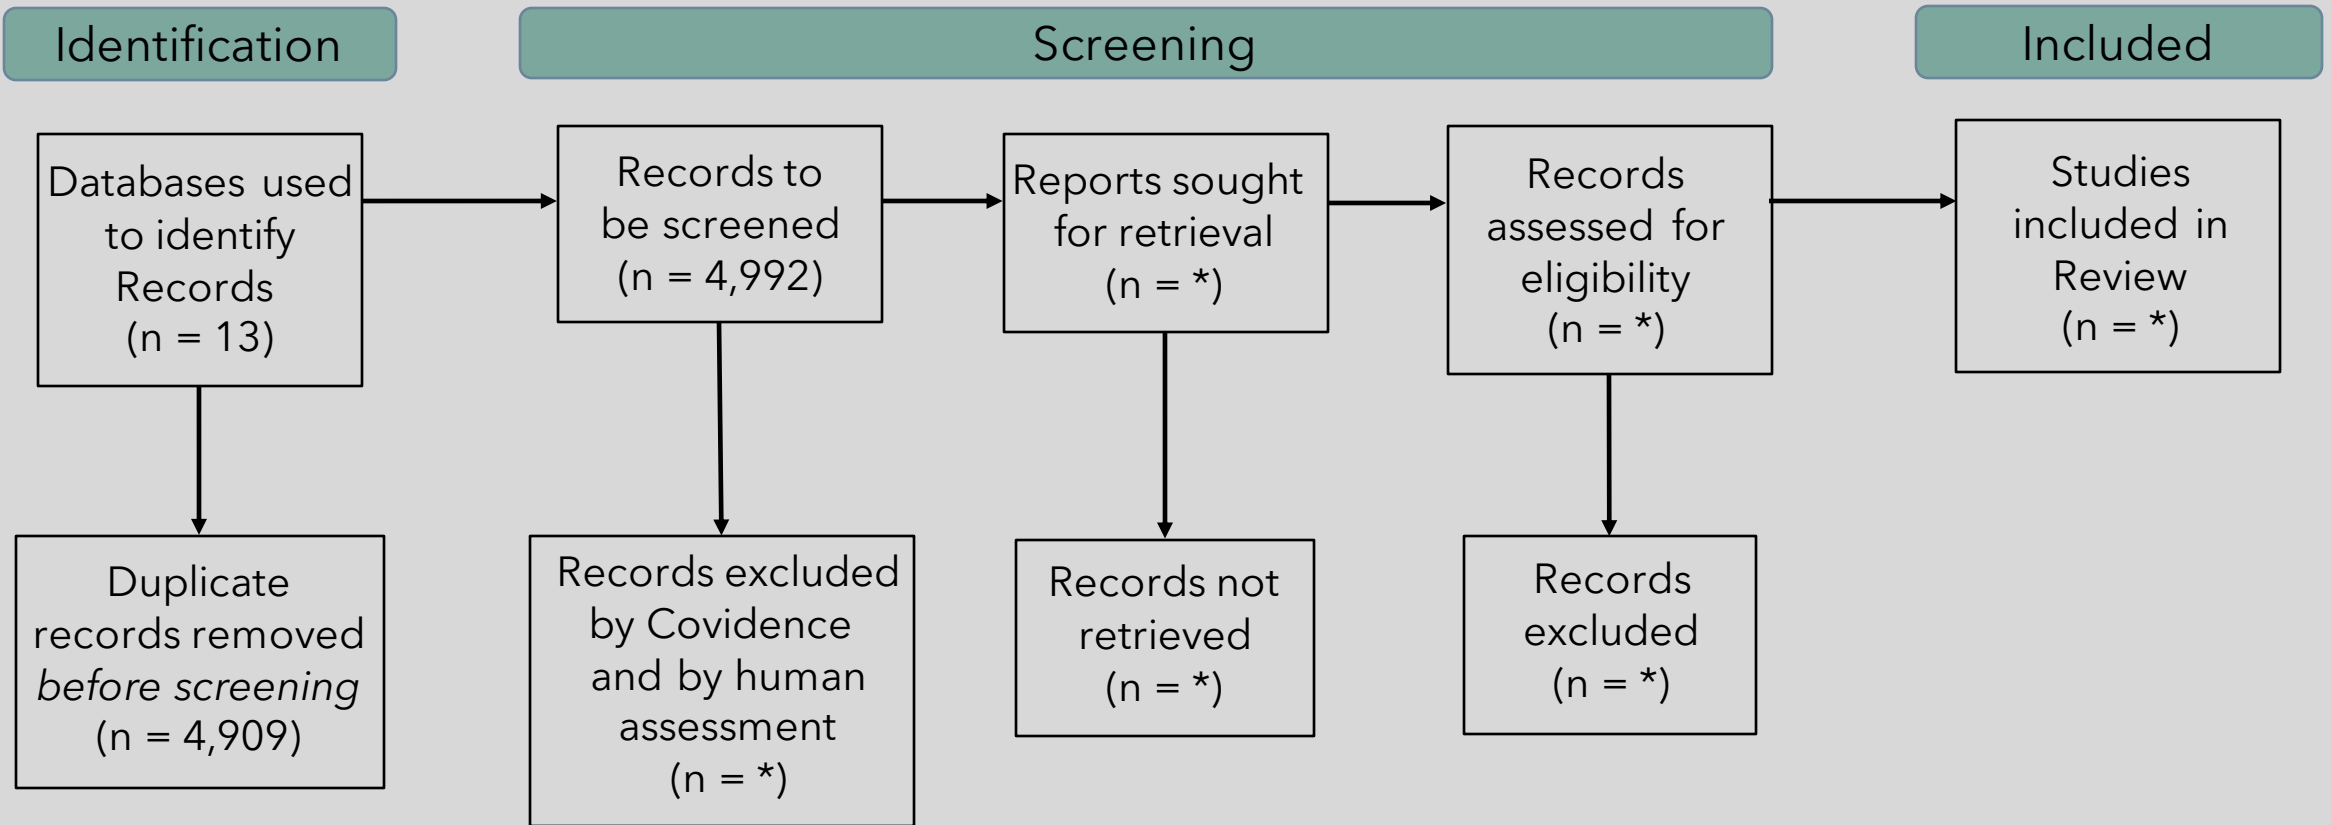 Identification
Screening
Included
Databases used
to identify
Records
(n = 13)
Records to
be screened
(n = 4,992)
Reports sought
for retrieval
(n = *)
Records
assessed for
eligibility
(n = *)
Studies
included in
Review
(n = *)
Duplicate
records removed
before screening
(n = 4,909)
Records excluded
by Covidence
and by human
assessment
(n = *)
Records not
retrieved
(n = *)
Records
excluded
(n = *)